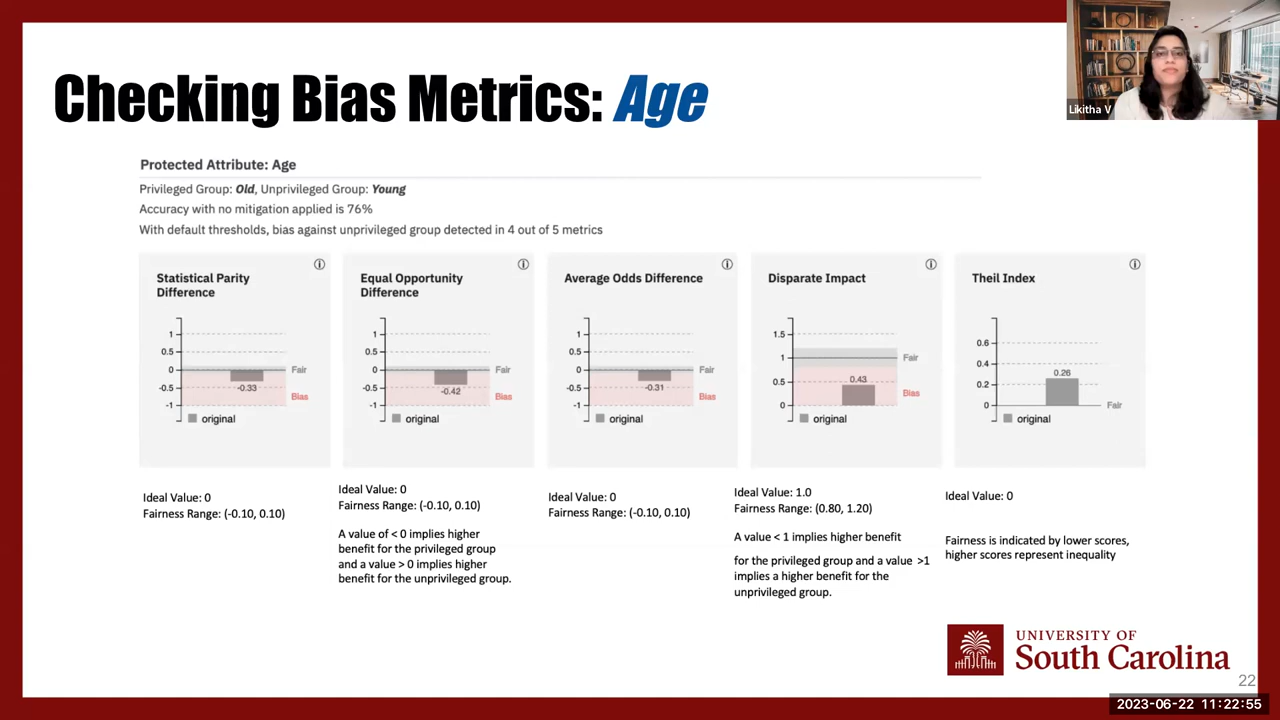 Likitha V
Checking Bias Metrics: Age
Protected Attribute: Age
Privileged Group: Old, Unprivileged Group: Young
Accuracy with no mitigation applied is 76%
With default thresholds, bias against unprivileged group detected in 4 out of 5 metrics
Statistical Parity
Difference
1
0.5
0
-0.5
-1
Fair
Bias
-0.33
original
Ideal Value: 0
Fairness Range: (-0.10, 0.10)
Equal Opportunity
Difference
1
0.5
0
-0.5
-1
Fair
Bias
-0.42
original
Ideal Value: 0
Fairness Range: (-0.10, 0.10)
A value of < 0 implies higher
benefit for the privileged group
and a value > 0 implies higher
benefit for the unprivileged group.
Average Odds Difference
1
0.5
0
-0.5
-1
Fair
Bias
-0.31
original
Ideal Value: 0
Fairness Range: (-0.10, 0.10)
Disparate Impact
1.5
1
0.5
0
Fair
Bias
0.43
original
Ideal Value: 1.0
Fairness Range: (0.80, 1.20)
A value < 1 implies higher benefit
for the privileged group and a value >1
implies a higher benefit for the
unprivileged group.
Theil Index
0.6
0.4
0.2
0
0.26
Fair
original
Ideal Value: 0
Fairness is indicated by lower scores,
higher scores represent inequality
UNIVERSITY OF
South Carolina
22
2023-06-22 11:22:55